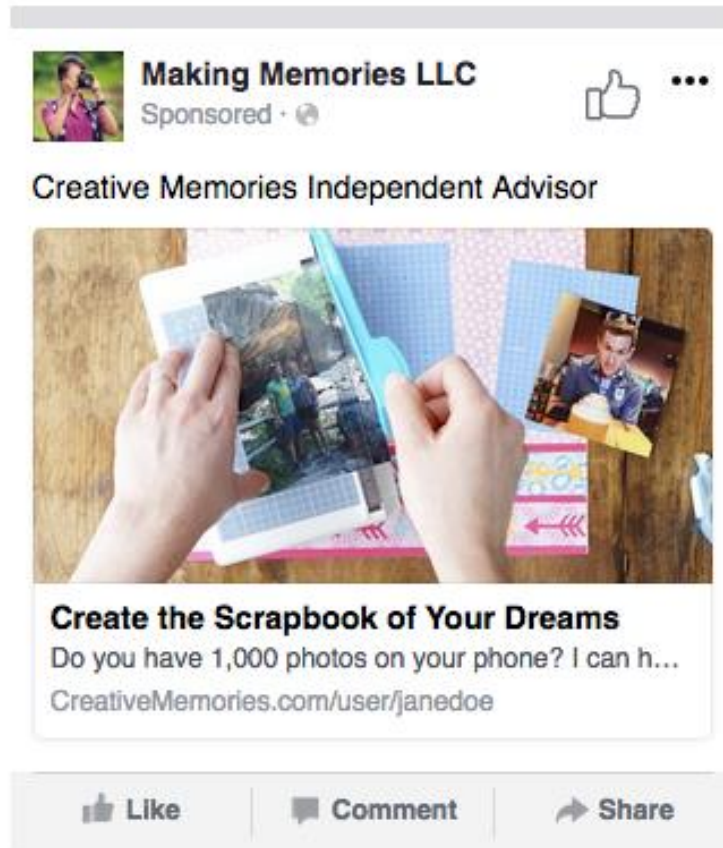 Making Memories LLC
Sponsored ·
Creative Memories Independent Advisor
Create the Scrapbook of Your Dreams
Do you have 1,000 photos on your phone? I can h...
CreativeMemories.com/user/janedoe
Like Comment Share